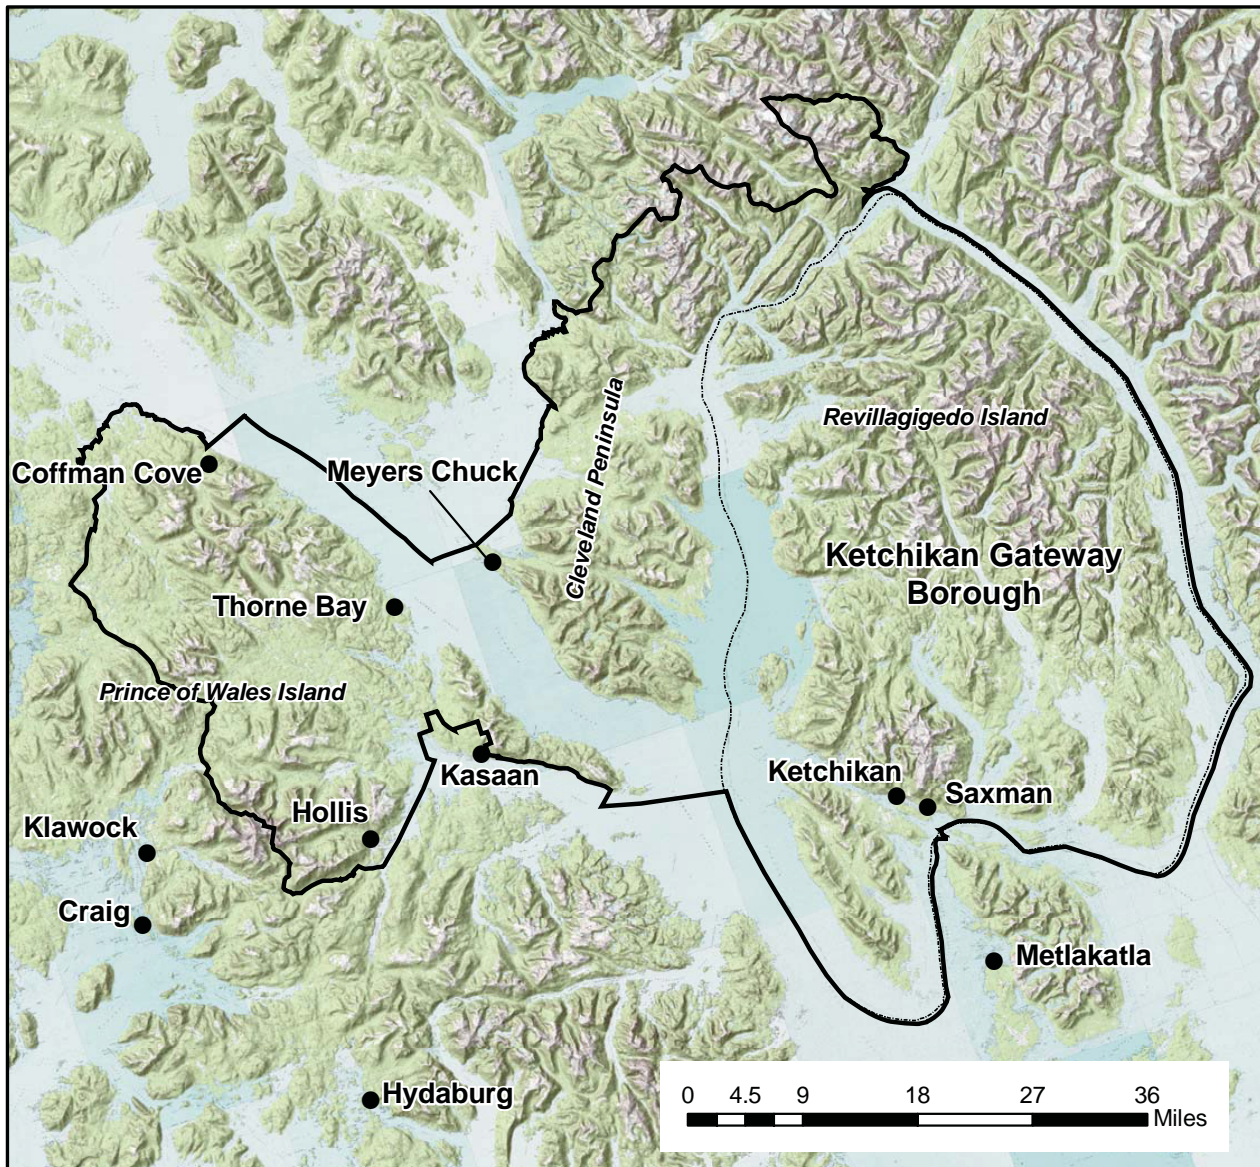 Revillagigedo Island
Cleveland Peninsula
Coffman Cove
Meyers Chuck
Ketchikan Gateway
Borough
Thorne Bay
Prince of Wales Island
Kasaan
Ketchikan
Saxman
Hollis
Klawock
Craig
Metlakatla
Hydaburg
0 4.5 9 18 27 36
Miles